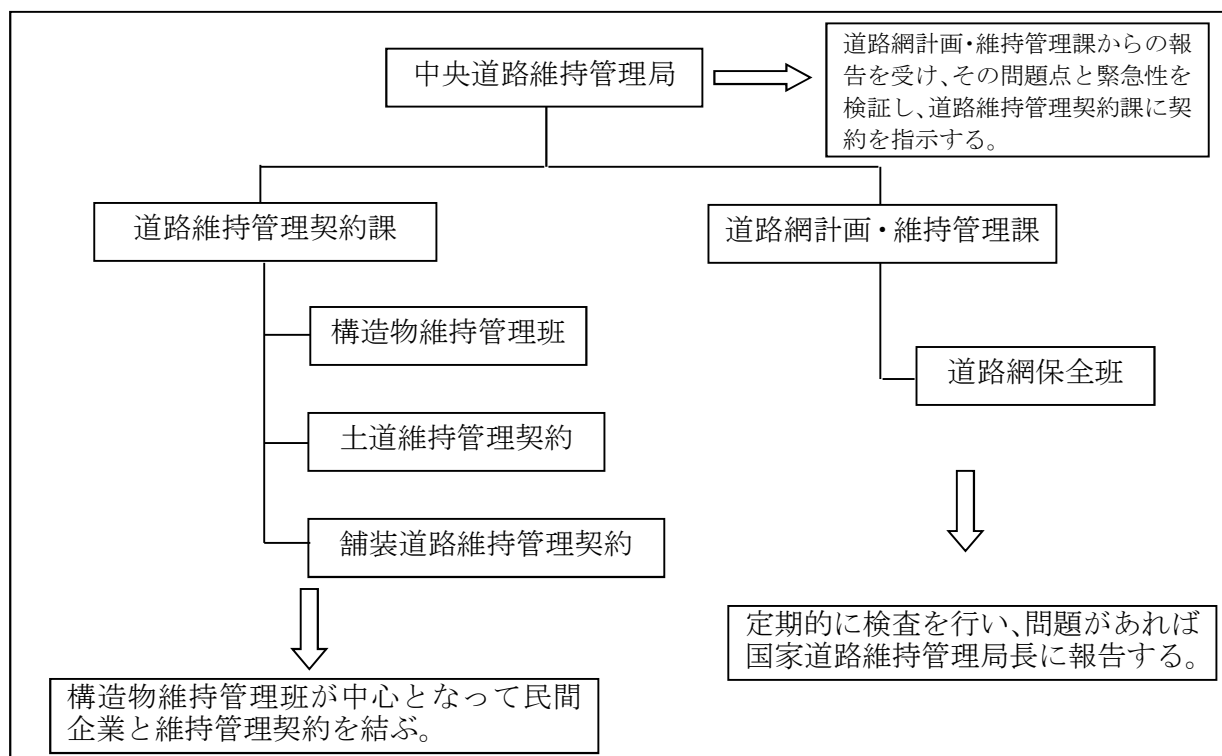 中央道路維持管理局
道路網計画・維持管理課からの報
告を受け、その問題点と緊急性を
検証し、道路維持管理契約課に契
約を指示する。
道路維持管理契約課
道路網計画・維持管理課
構造物維持管理班
道路網保全班
土道維持管理契約
舗装道路維持管理契約
定期的に検査を行い、問題があれば
国家道路維持管理局長に報告する。
構造物維持管理班が中心となって民間
企業と維持管理契約を結ぶ。